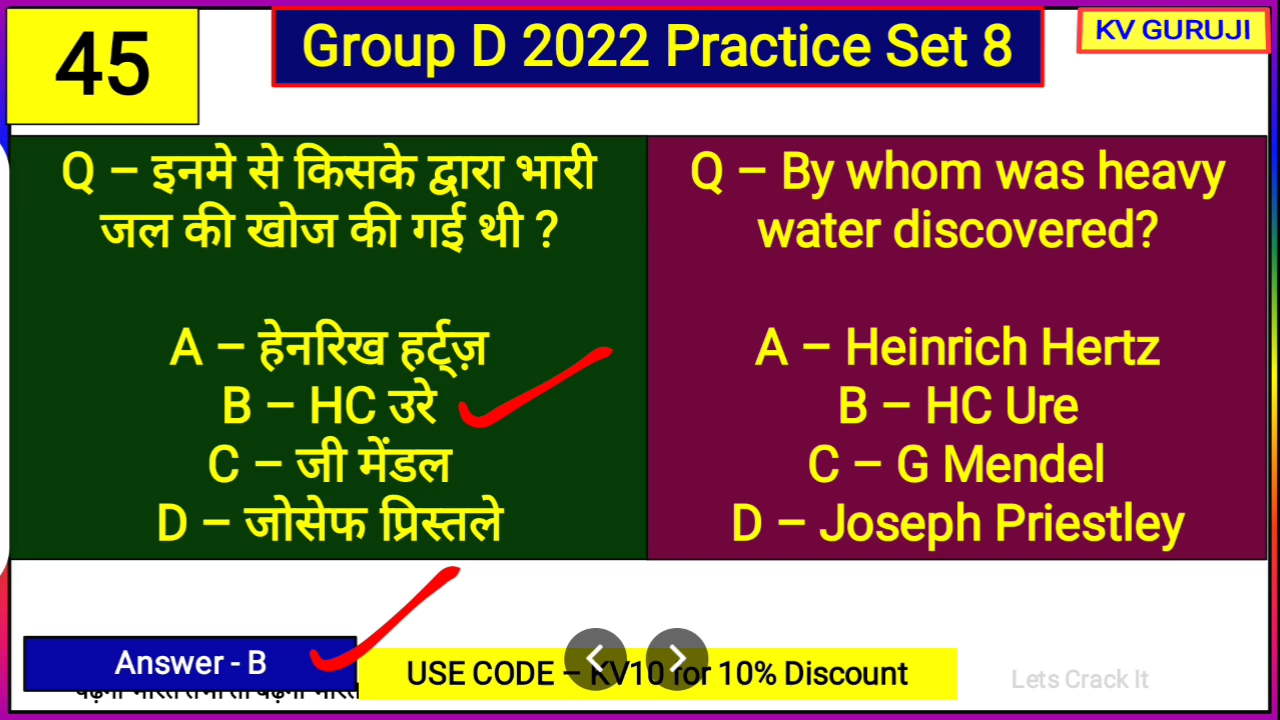 45
Group D 2022 Practice Set 8
KV GURUJI
Q – इनमे से किसके द्वारा भारी
जल की खोज की गई थी ?
A – हेनरिख हर्ट्ज़
B – HC उरे
C – जी मेंडल
D – जोसेफ प्रिस्तले
Q – By whom was heavy
water discovered?
A – Heinrich Hertz
B – HC Ure
C – G Mendel
D – Joseph Priestley
Answer - B
USE CODE – KV10 for 10% Discount
Lets Crack It